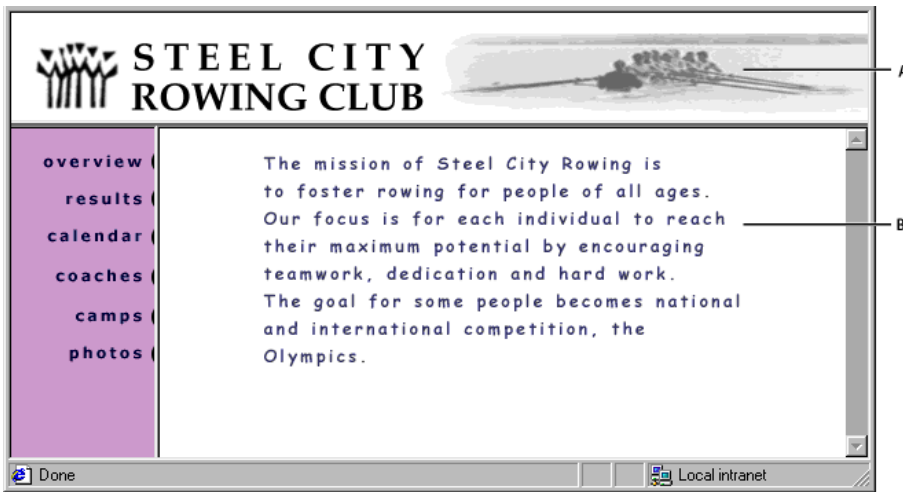 STEEL CITY
ROWING CLUB
A
overview
results
calendar
coaches
camps
photos
The mission of Steel City Rowing is
to foster rowing for people of all ages.
Our focus is for each individual to reach
their maximum potential by encouraging
teamwork, dedication and hard work.
The goal for some people becomes national
and international competition, the
Olympics.
B
Done
Local intranet